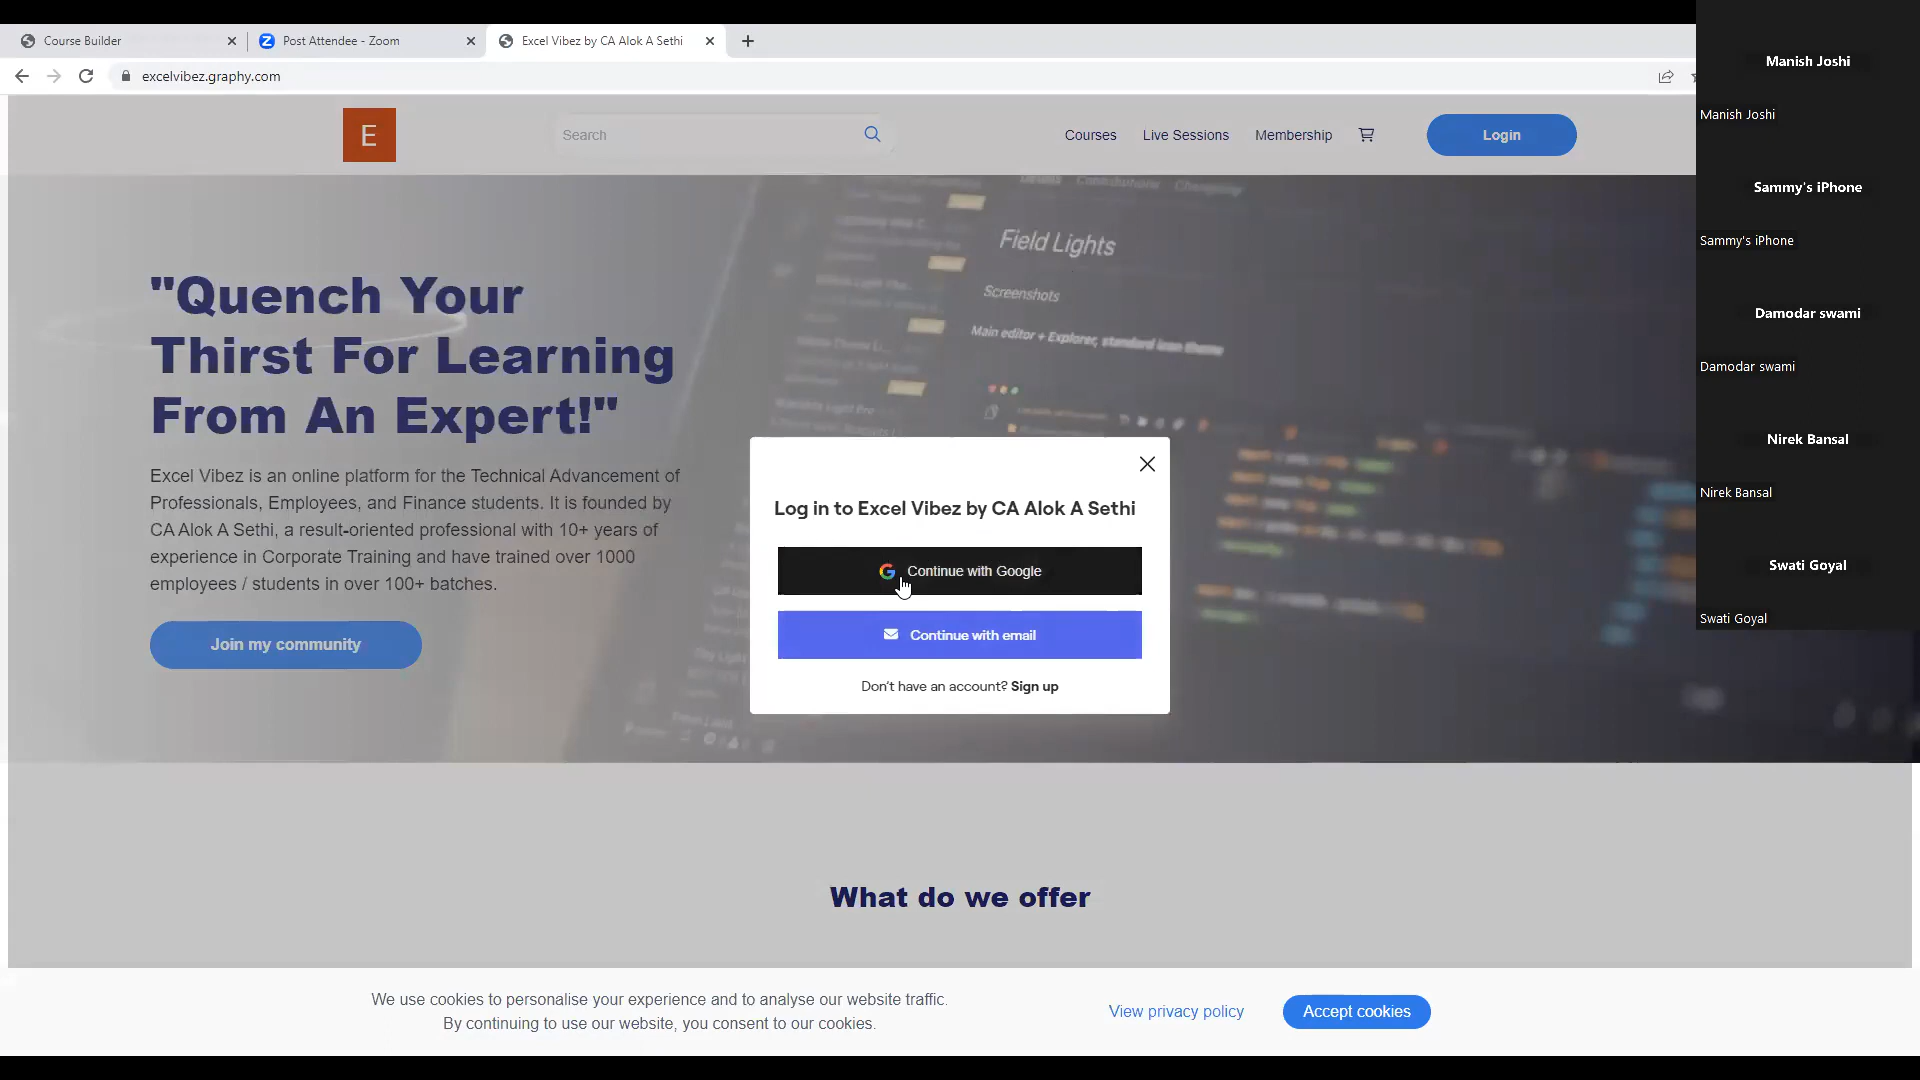 Course Builder
Post Attendee - Zoom
Excel Vibez by CA Alok A Sethi
excelvibez.graphy.com
E
Search
Courses
Live Sessions
Membership
Login
Field Lights
Screenshots
Main editor + Explorer, standard icon theme
"Quench Your
Thirst For Learning
From An Expert!"
Excel Vibez is an online platform for the Technical Advancement of
Professionals, Employees, and Finance students. It is founded by
CA Alok A Sethi, a result-oriented professional with 10+ years of
experience in Corporate Training and have trained over 1000
employees / students in over 100+ batches.
Join my community
Log in to Excel Vibez by CA Alok A Sethi
Continue with Google
Continue with email
Don't have an account? Sign up
What do we offer
We use cookies to personalise your experience and to analyse our website traffic.
By continuing to use our website, you consent to our cookies.
View privacy policy
Accept cookies
Manish Joshi
Manish Joshi
Sammy's iPhone
Sammy's iPhone
Damodar swami
Damodar swami
Nirek Bansal
Nirek Bansal
Swati Goyal
Swati Goyal